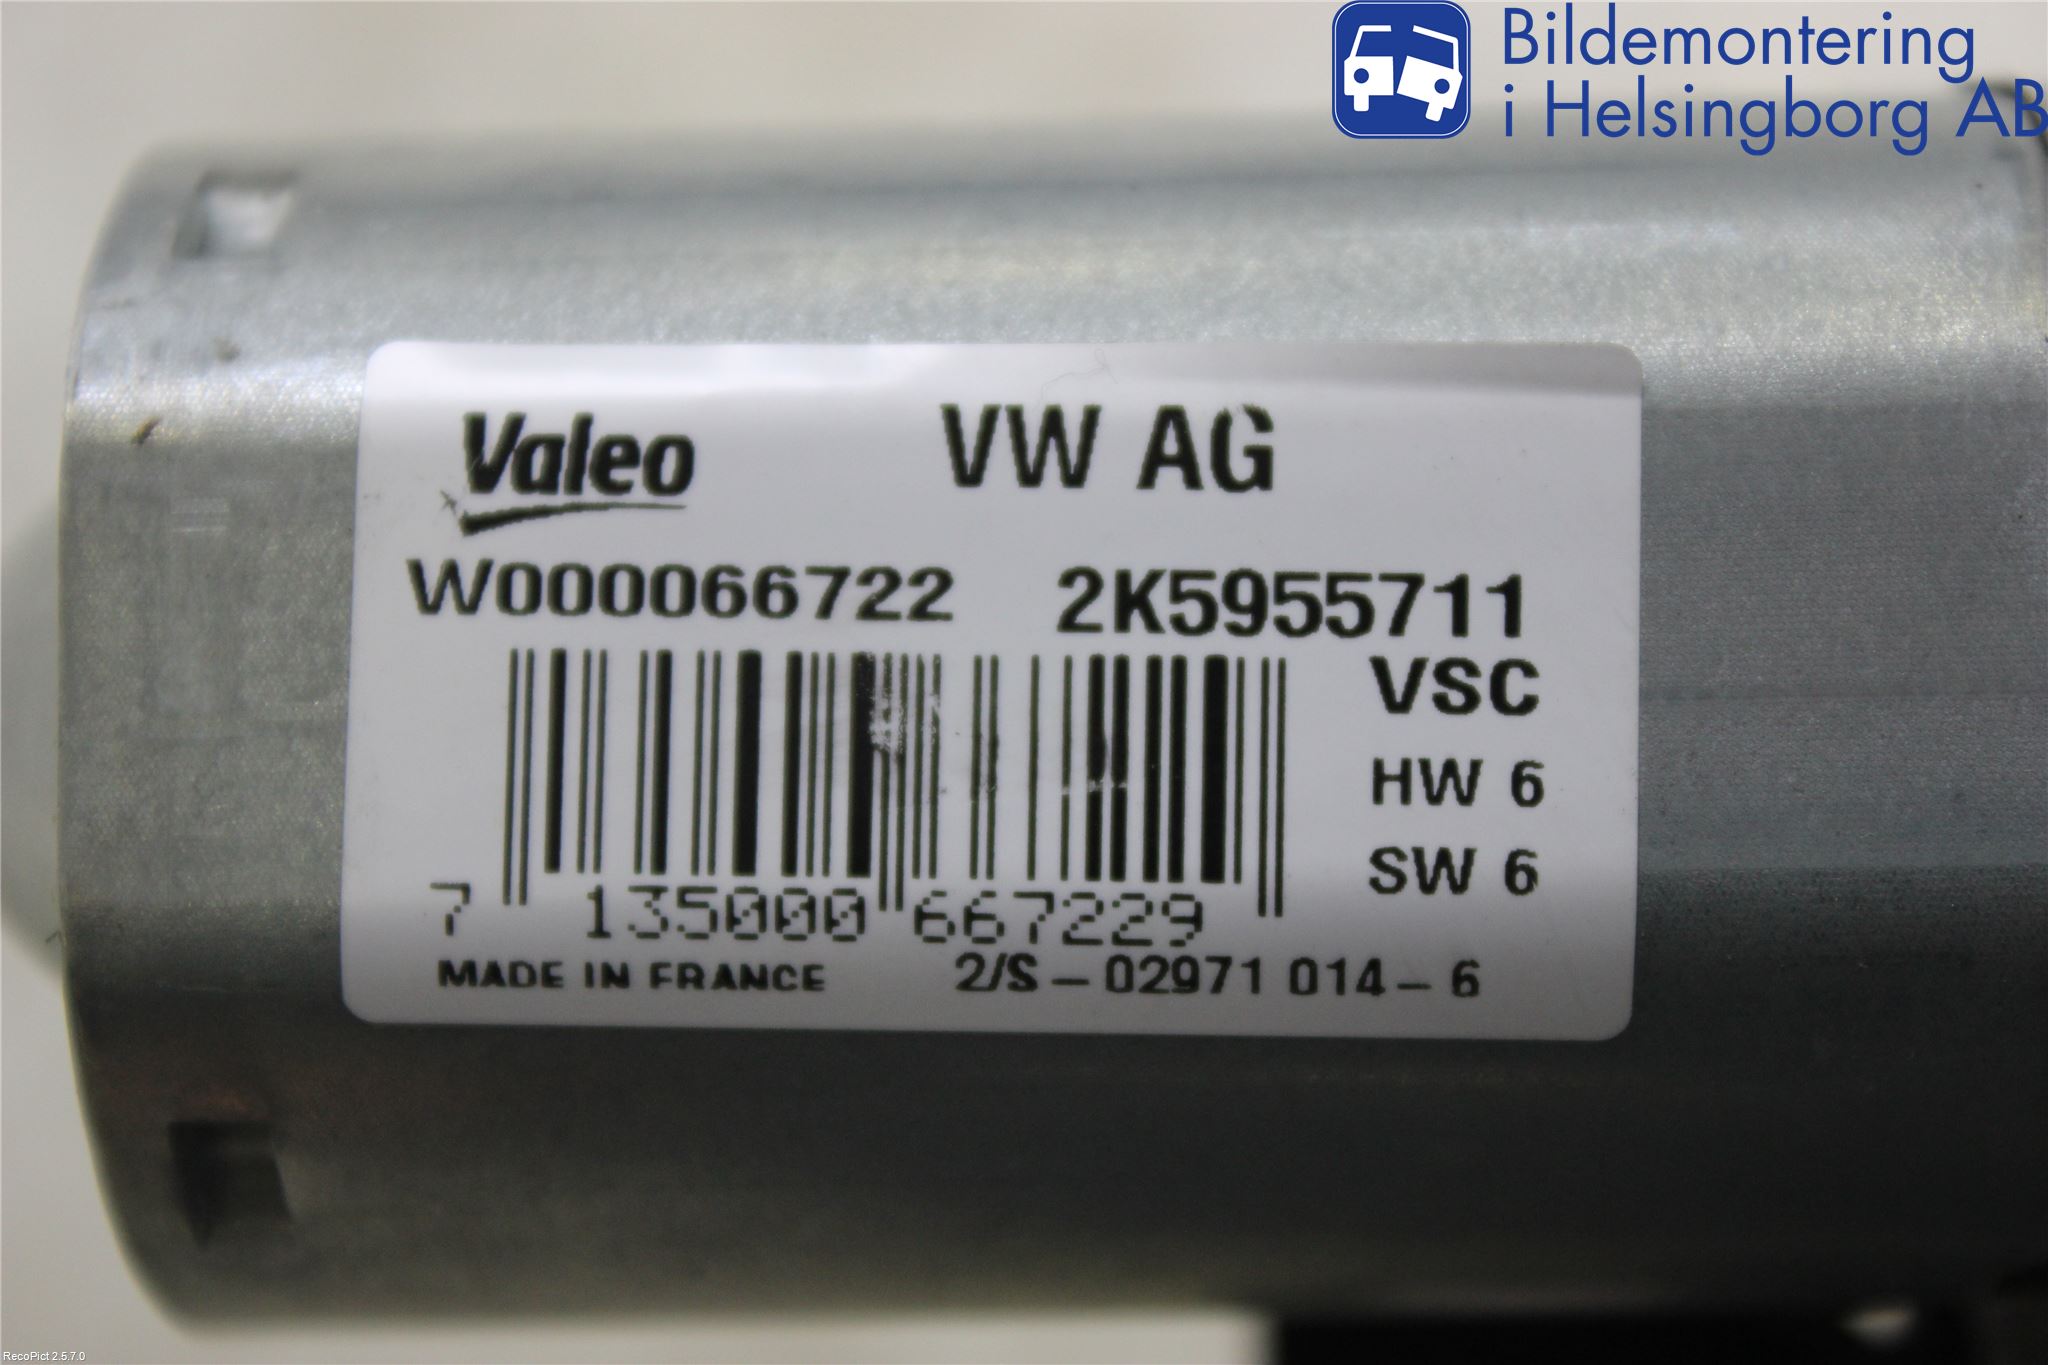 Bildemontering
i Helsingborg AB
Valeo VW AG
W000066722 2K5955711
VSC
HW 6
SW 6
7 135000 667229
MADE IN FRANCE 2/S-02971 014-6
RecoPict 2.5.7.0